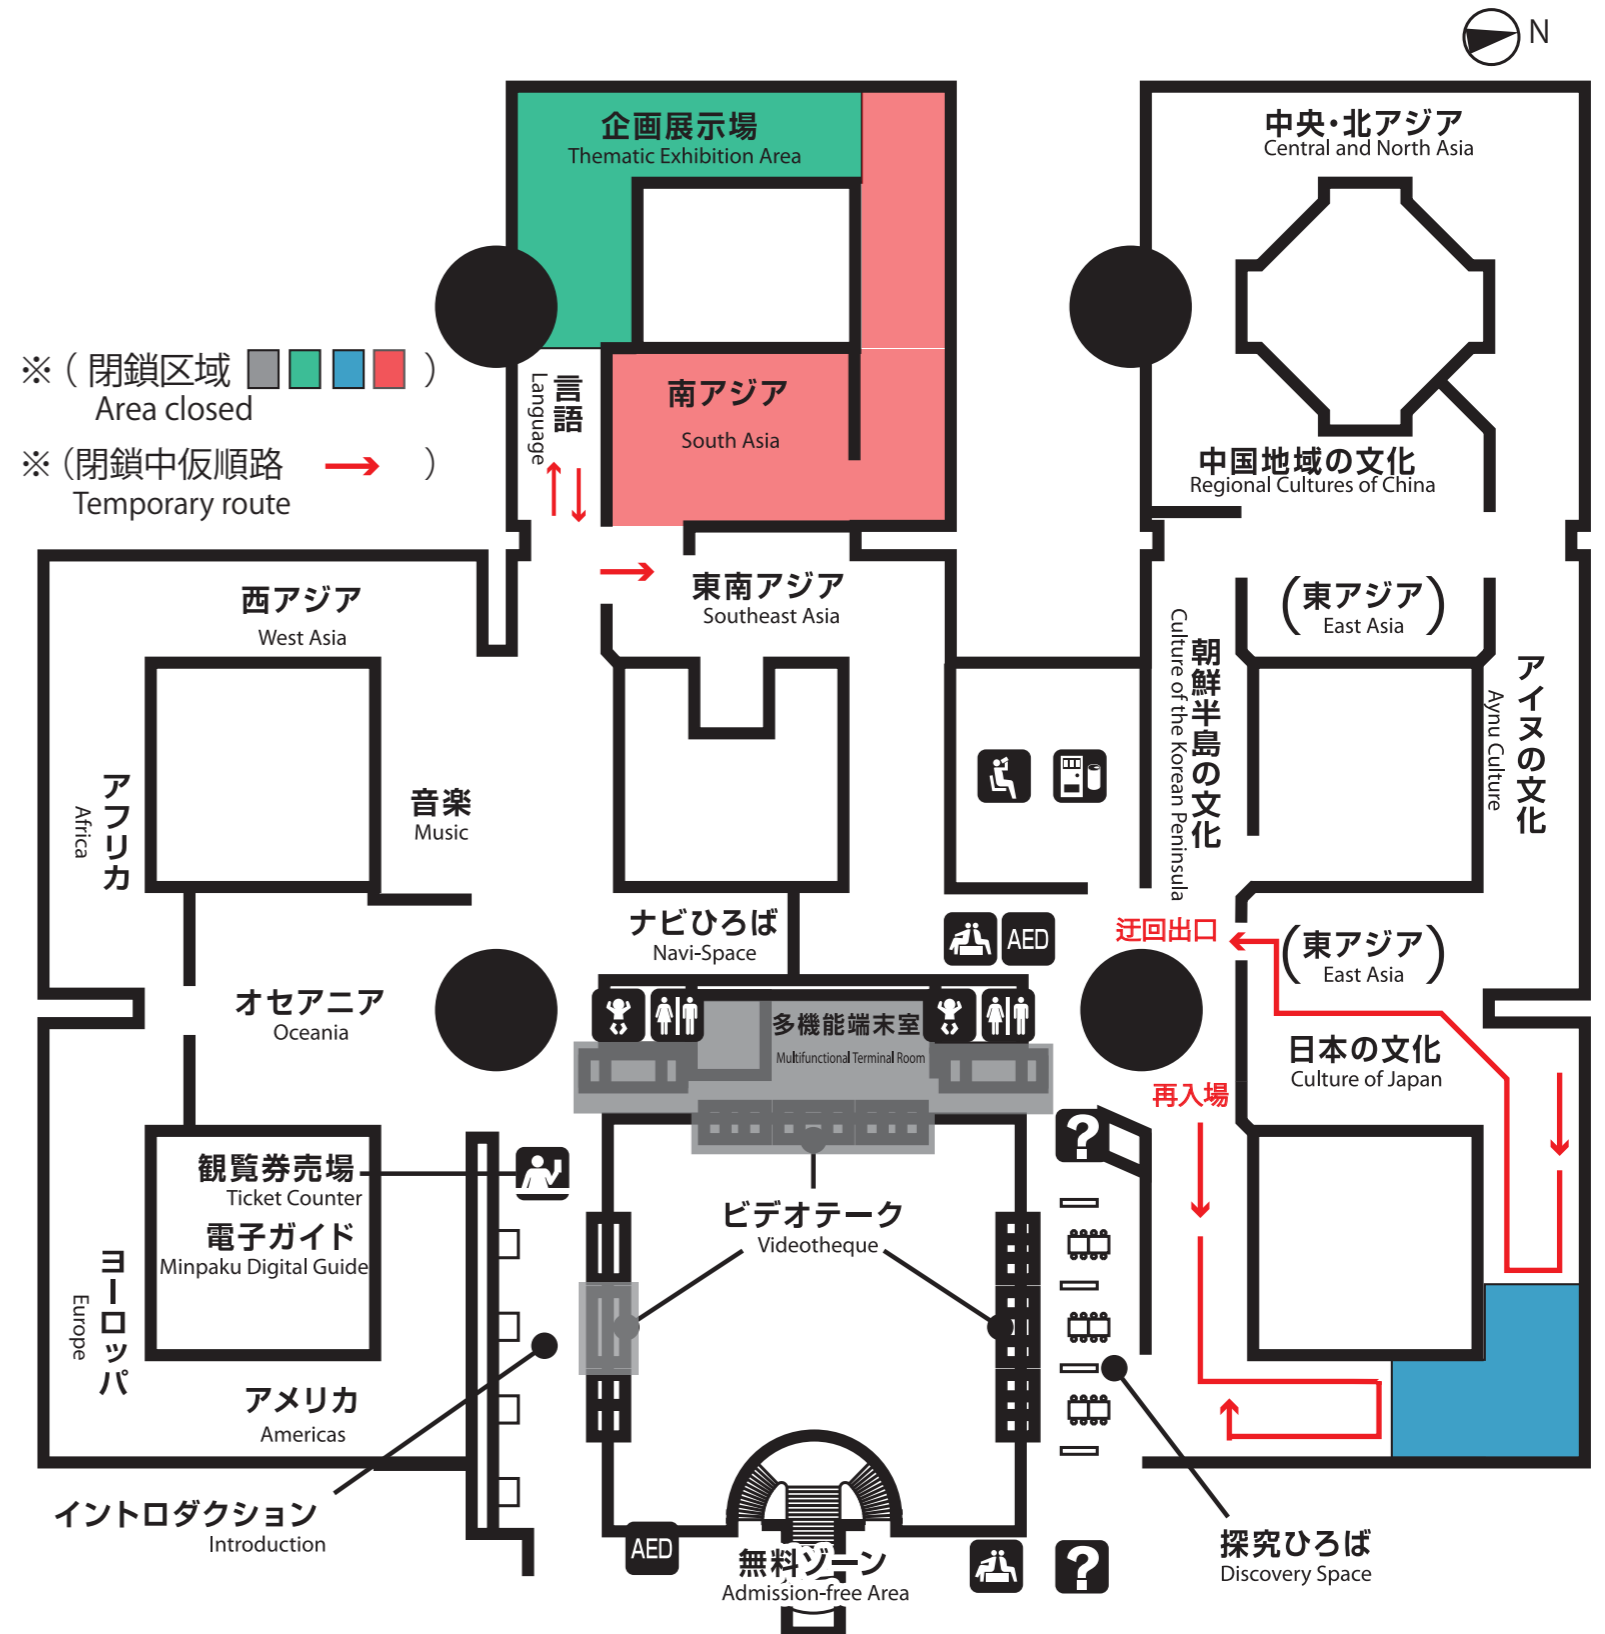 N
企画展示場
Thematic Exhibition Area
中央・北アジア
Central and North Asia
※（閉鎖区域　　　　）
Area closed
※（閉鎖中仮順路　→　）
Temporary route
言語
Language
南アジア
South Asia
中国地域の文化
Regional Cultures of China
西アジア
West Asia
東南アジア
Southeast Asia
（東アジア）
East Asia
朝鮮半島の文化
Culture of the Korean Peninsula
アイヌの文化
Aynu Culture
アフリカ
Africa
音楽
Music
ナビひろば
Navi-Space
AED
迂回出口
（東アジア）
East Asia
オセアニア
Oceania
多機能端末室
Multifunctional Terminal Room
日本の文化
Culture of Japan
再入場
?
観覧券売場
Ticket Counter
電子ガイド
Minpaku Digital Guide
ビデオテーク
Videotheque
ヨーロッパ
Europe
アメリカ
Americas
イントロダクション
Introduction
AED
無料ゾーン
Admission-free Area
?
探究ひろば
Discovery Space